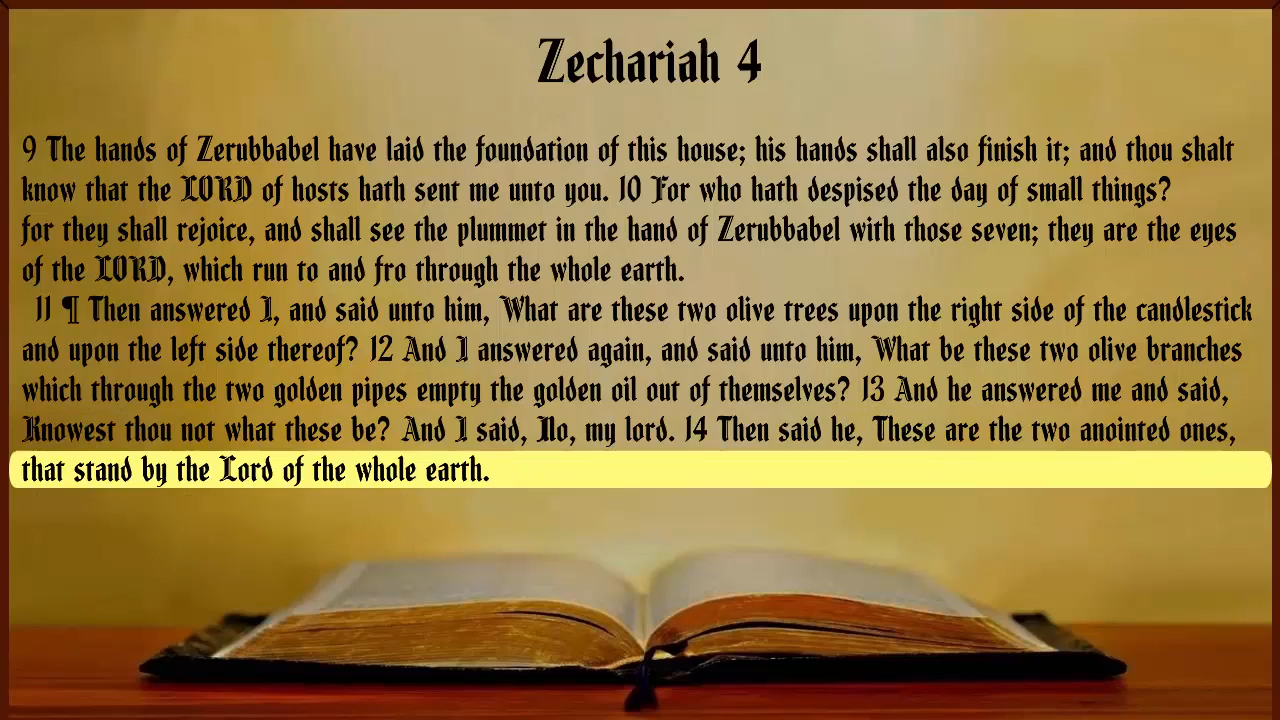 Zechariah 4
9 The hands of Zerubbabel have laid the foundation of this house; his hands shall also finish it; and thou shalt
know that the LORD of hosts hath sent me unto you. 10 For who hath despised the day of small things?
for they shall rejoice, and shall see the plummet in the hand of Zerubbabel with those seven; they are the eyes
of the LORD, which run to and fro through the whole earth.
11 ¶ Then answered I, and said unto him, What are these two olive trees upon the right side of the candlestick
and upon the left side thereof? 12 And I answered again, and said unto him, What be these two olive branches
which through the two golden pipes empty the golden oil out of themselves? 13 And he answered me and said,
Knowest thou not what these be? And I said, No, my lord. 14 Then said he, These are the two anointed ones,
that stand by the Lord of the whole earth.